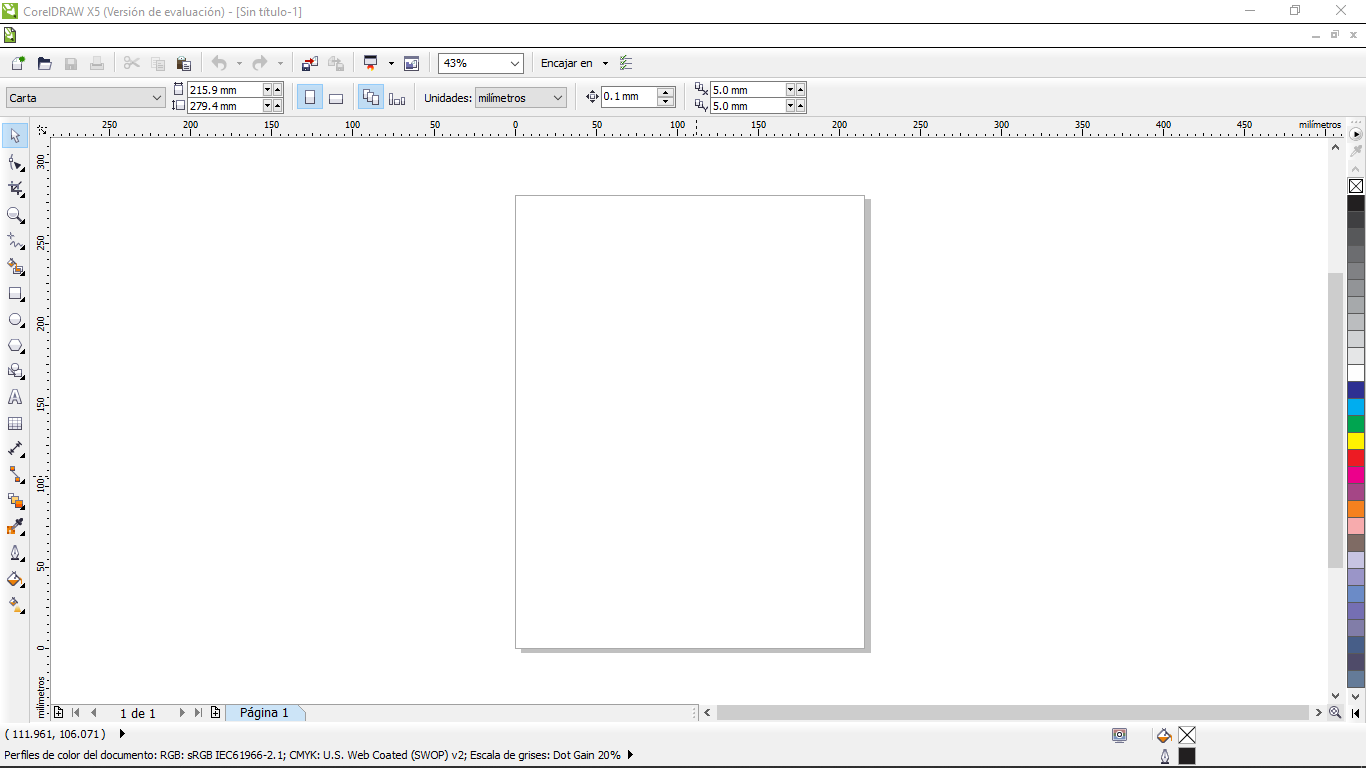 CorelDRAW X5 (Versión de evaluación) - [Sin título-1]
43% Encajar en
Carta 215.9 mm 279.4 mm Unidades: milímetros 0.1 mm 5.0 mm 5.0 mm
250 200 150 100 50 0 50 100 150 200 250 300 350 400 450 milímetros
300
250
200
150
100
50
0
milímetros
1 de 1 Página 1
( 111.961, 106.071 )
Perfiles de color del documento: RGB: sRGB IEC61966-2.1; CMYK: U.S. Web Coated (SWOP) v2; Escala de grises: Dot Gain 20%